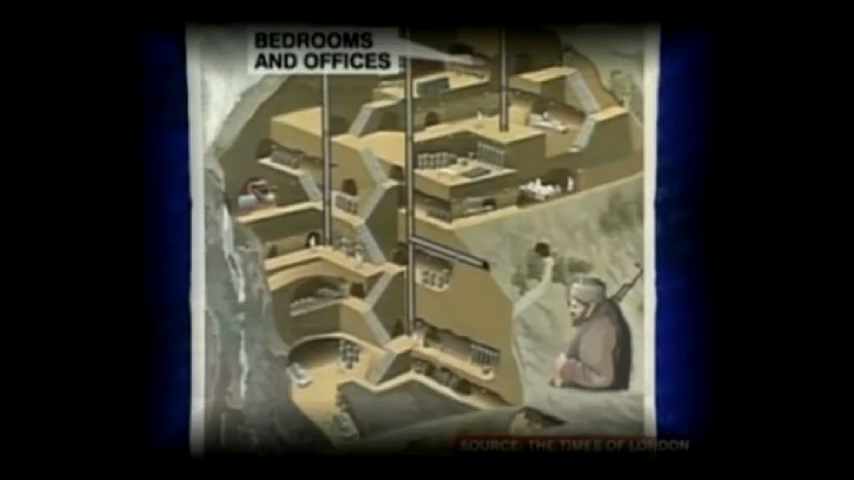 BEDROOMS
AND OFFICES
SOURCE: THE TIMES OF LONDON